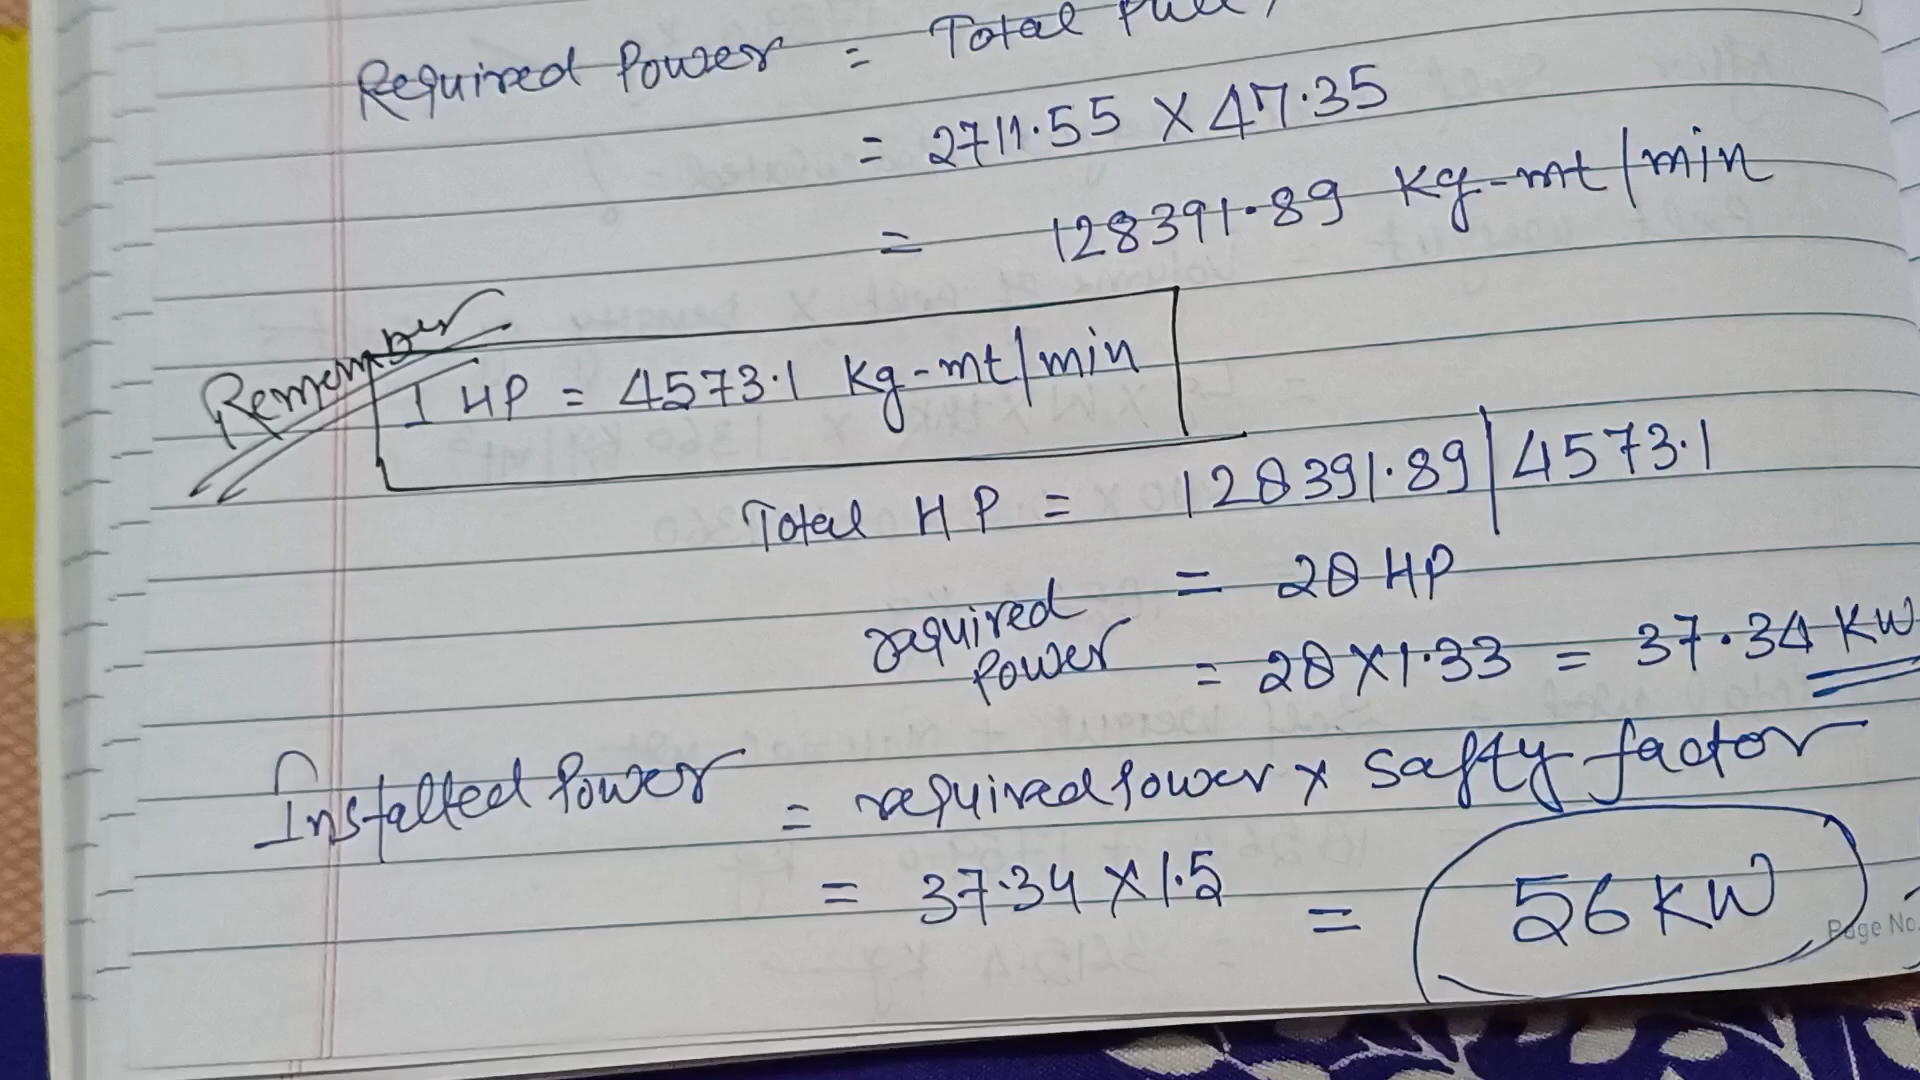 Required Power = Total Pull
= 2711.55 X 47.35
= 128391.89 Kg-mt/min
Remember
1 HP = 4573.1 Kg-mt/min
Total HP = 128391.89/4573.1
= 28 HP
required Power = 28 X 1.33 = 37.34 KW
Installed Power = required Power x Safty factor
= 37.34 X 1.5 = 56 KW
Page No.